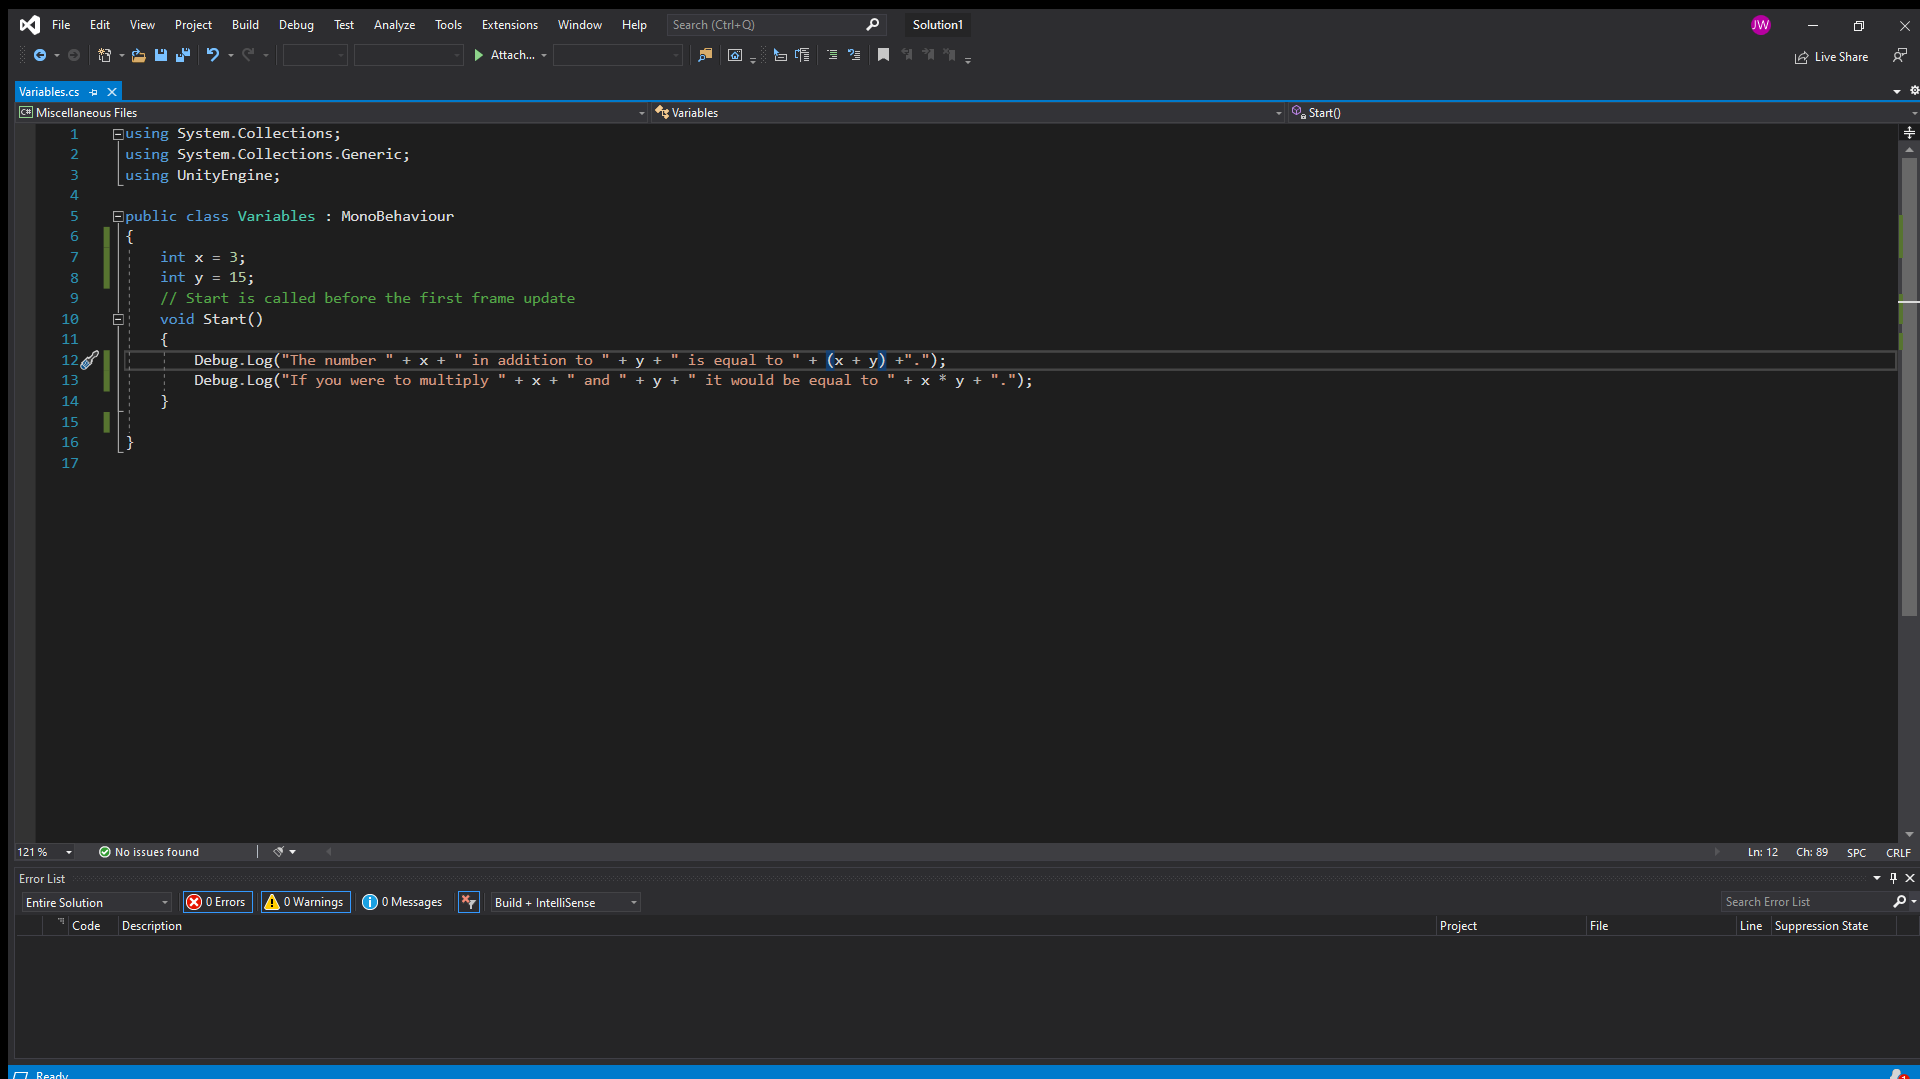 File Edit View Project Build Debug Test Analyze Tools Extensions Window Help Search (Ctrl+Q) Solution1 JW
Attach... Live Share
Variables.cs
C# Miscellaneous Files Variables Start()
1 using System.Collections;
2 using System.Collections.Generic;
3 using UnityEngine;
4
5 public class Variables : MonoBehaviour
6 {
7 int x = 3;
8 int y = 15;
9 // Start is called before the first frame update
10 void Start()
11 {
12 Debug.Log("The number " + x + " in addition to " + y + " is equal to " + (x + y) +".");
13 Debug.Log("If you were to multiply " + x + " and " + y + " it would be equal to " + x * y + ".");
14 }
15
16 }
17
121 % No issues found Ln: 12 Ch: 89 SPC CRLF
Error List
Entire Solution 0 Errors 0 Warnings 0 Messages Build + IntelliSense Search Error List
Code Description Project File Line Suppression State
Ready